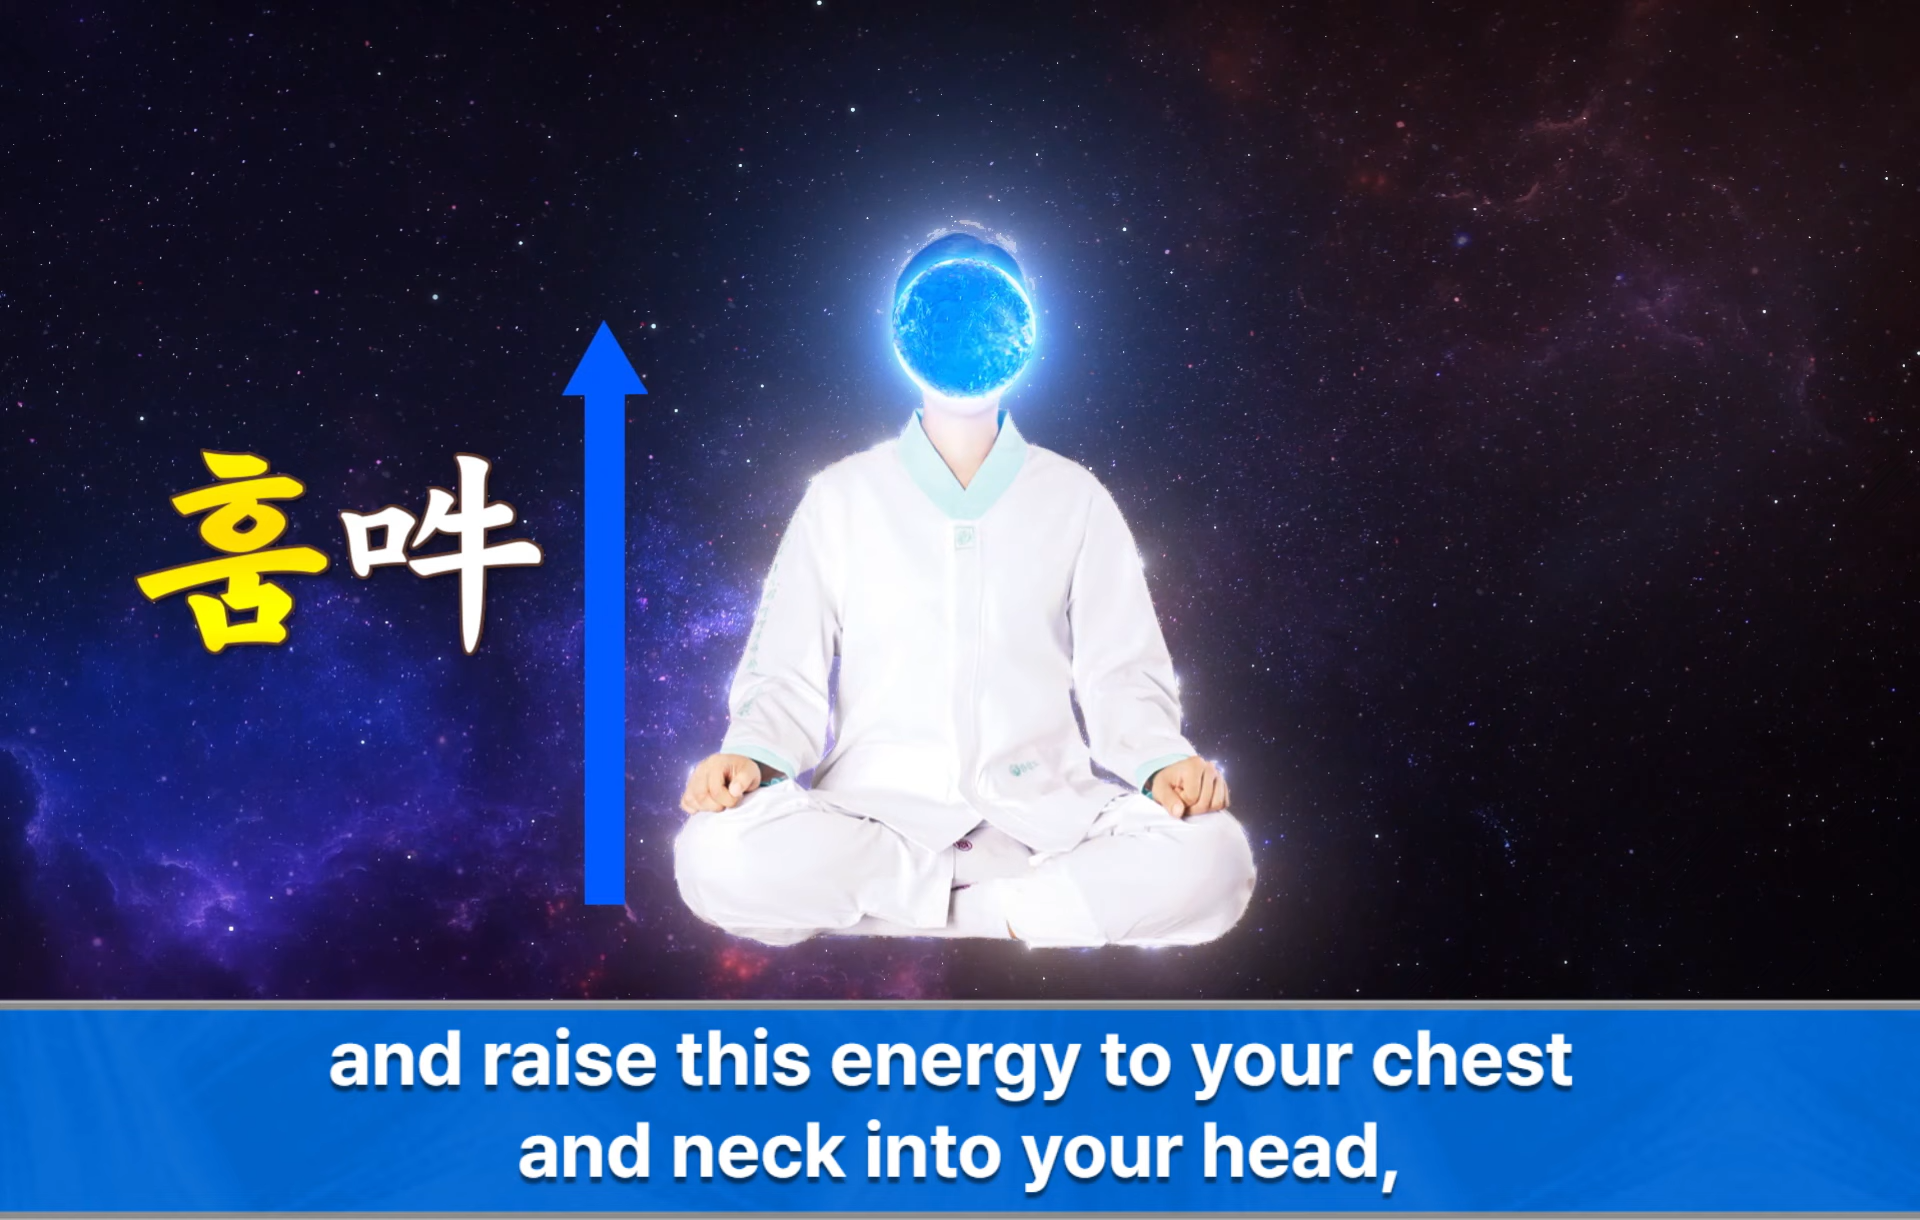 훔吽
and raise this energy to your chest
and neck into your head,